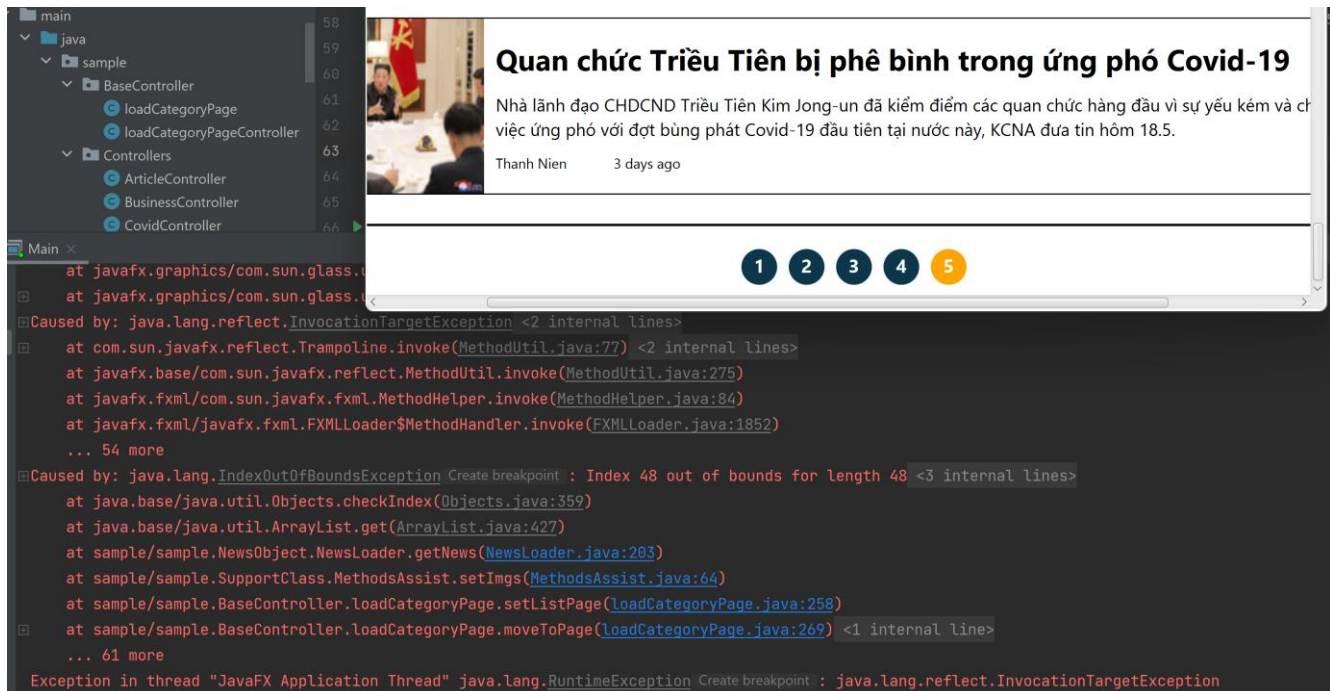 main
java
sample
BaseController
loadCategoryPage
loadCategoryPageController
Controllers
ArticleController
BusinessController
CovidController
58
59
60
61
62
63
64
65
66
Quan chức Triều Tiên bị phê bình trong ứng phó Covid-19
Nhà lãnh đạo CHDCND Triều Tiên Kim Jong-un đã kiểm điểm các quan chức hàng đầu vì sự yếu kém và ch
việc ứng phó với đợt bùng phát Covid-19 đầu tiên tại nước này, KCNA đưa tin hôm 18.5.
Thanh Nien 3 days ago
1 2 3 4 5
Main ×
at javafx.graphics/com.sun.glass.u
at javafx.graphics/com.sun.glass.u
Caused by: java.lang.reflect.InvocationTargetException <2 internal lines>
at com.sun.javafx.reflect.Trampoline.invoke(MethodUtil.java:77) <2 internal lines>
at javafx.base/com.sun.javafx.reflect.MethodUtil.invoke(MethodUtil.java:275)
at javafx.fxml/com.sun.javafx.fxml.MethodHelper.invoke(MethodHelper.java:84)
at javafx.fxml/javafx.fxml.FXMLLoader$MethodHandler.invoke(FXMLLoader.java:1852)
... 54 more
Caused by: java.lang.IndexOutOfBoundsException Create breakpoint : Index 48 out of bounds for length 48 <3 internal lines>
at java.base/java.util.Objects.checkIndex(Objects.java:359)
at java.base/java.util.ArrayList.get(ArrayList.java:427)
at sample/sample.NewsObject.NewsLoader.getNews(NewsLoader.java:203)
at sample/sample.SupportClass.MethodsAssist.setImgs(MethodsAssist.java:64)
at sample/sample.BaseController.loadCategoryPage.setListPage(loadCategoryPage.java:258)
at sample/sample.BaseController.loadCategoryPage.moveToPage(loadCategoryPage.java:269) <1 internal line>
... 61 more
Exception in thread "JavaFX Application Thread" java.lang.RuntimeException Create breakpoint : java.lang.reflect.InvocationTargetException